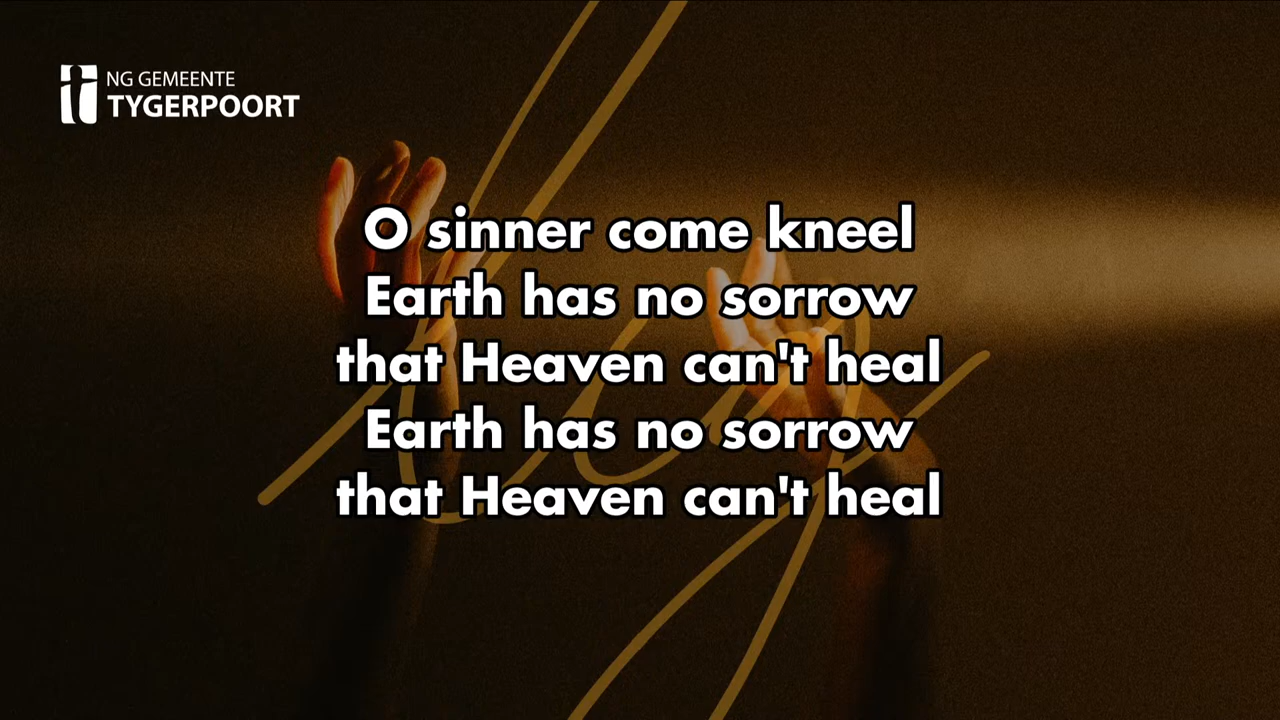 NG GEMEENTE
TYGERPOORT
O sinner come kneel
Earth has no sorrow
that Heaven can't heal
Earth has no sorrow
that Heaven can't heal